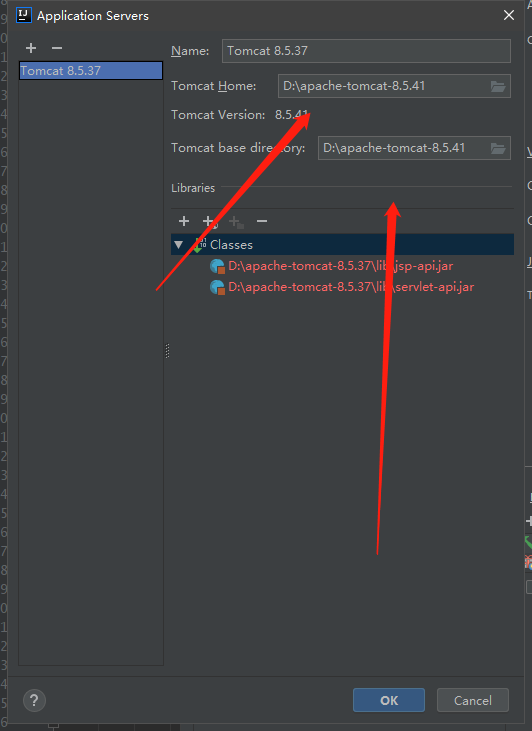 Application Servers
Name: Tomcat 8.5.37
Tomcat 8.5.37
Tomcat Home: D:\apache-tomcat-8.5.41
Tomcat Version: 8.5.41
Tomcat base directory: D:\apache-tomcat-8.5.41
Libraries
Classes
D:\apache-tomcat-8.5.37\lib\jsp-api.jar
D:\apache-tomcat-8.5.37\lib\servlet-api.jar
?
OK
Cancel